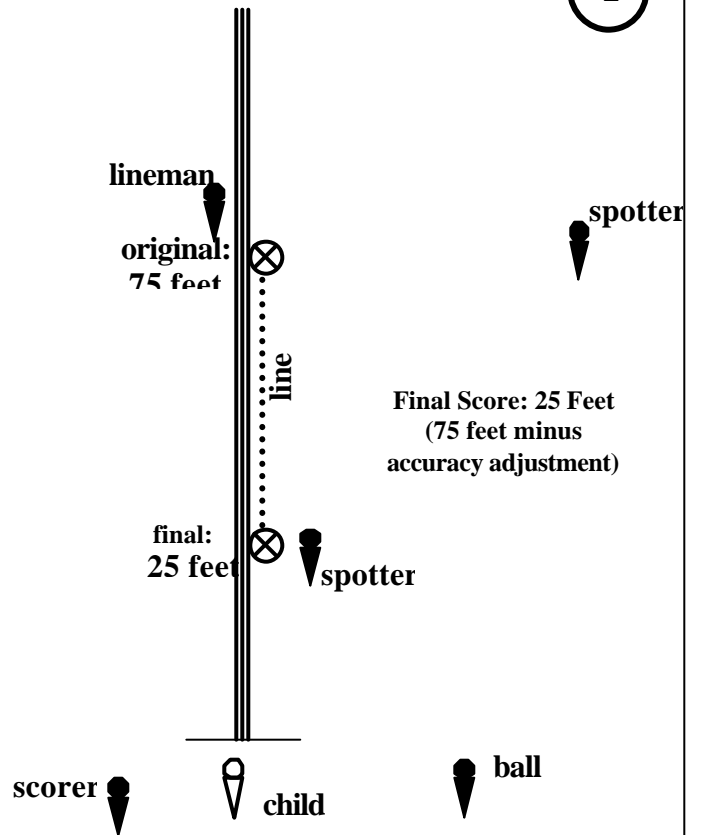 lineman
spotter
original:
75 feet
line
Final Score: 25 Feet
(75 feet minus
accuracy adjustment)
final:
25 feet
spotter
ball
scorer
child